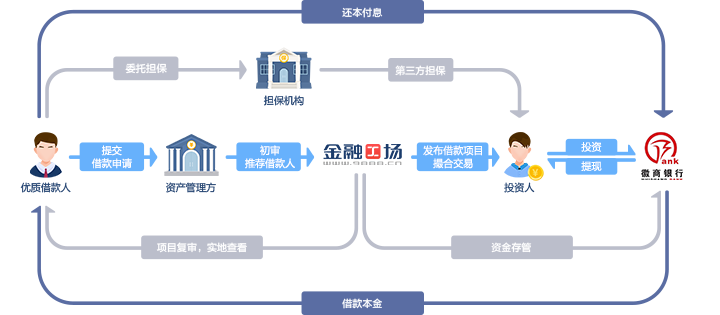 还本付息
委托担保
担保机构
第三方担保
提交
借款申请
初审
推荐借款人
金融工场
www.9888.cn
发布借款项目
撮合交易
投资
提现
ank
徽商银行
优质借款人
资产管理方
投资人
项目复审，实地查看
资金存管
借款本金